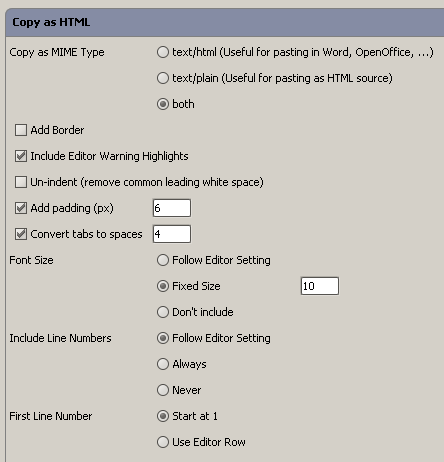 Copy as HTML
Copy as MIME Type
text/html (Useful for pasting in Word, OpenOffice, ...)
text/plain (Useful for pasting as HTML source)
both
Add Border
Include Editor Warning Highlights
Un-indent (remove common leading white space)
Add padding (px) 6
Convert tabs to spaces 4
Font Size
Follow Editor Setting
Fixed Size 10
Don't include
Include Line Numbers
Follow Editor Setting
Always
Never
First Line Number
Start at 1
Use Editor Row